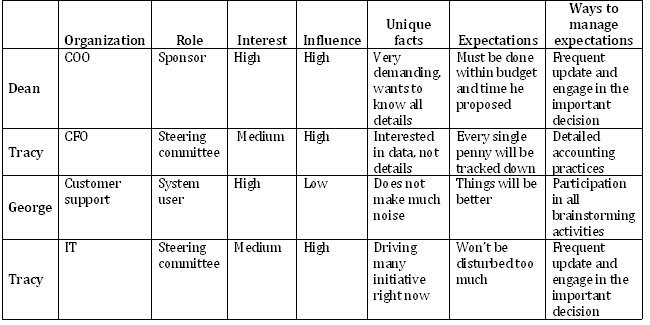 Organization Role Interest Influence Unique facts Expectations Ways to manage expectations
Dean COO Sponsor High High Very demanding, wants to know all details Must be done within budget and time he proposed Frequent update and engage in the important decision
Tracy CFO Steering committee Medium High Interested in data, not details Every single penny will be tracked down Detailed accounting practices
George Customer support System user High Low Does not make much noise Things will be better Participation in all brainstorming activities
Tracy IT Steering committee Medium High Driving many initiative right now Won't be disturbed too much Frequent update and engage in the important decision